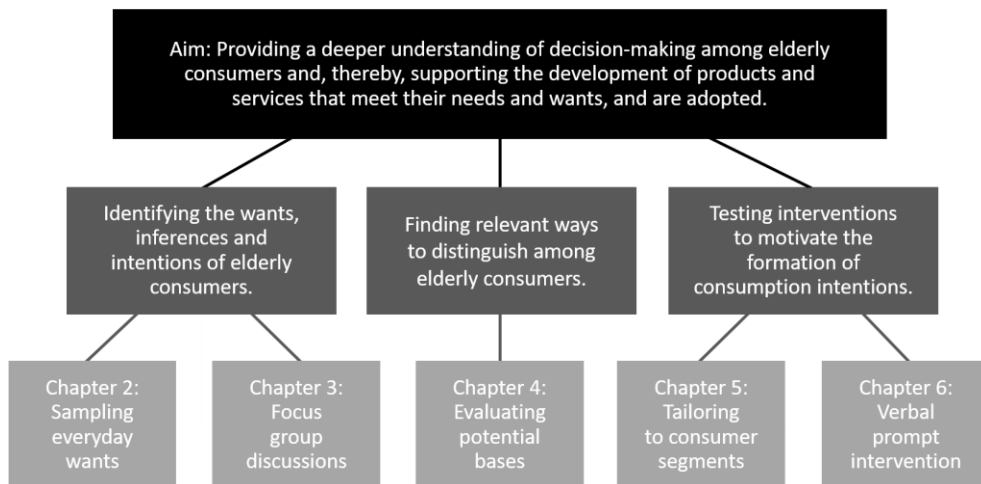 Aim: Providing a deeper understanding of decision-making among elderly
consumers and, thereby, supporting the development of products and
services that meet their needs and wants, and are adopted.
Identifying the wants,
inferences and
intentions of elderly
consumers.
Finding relevant ways
to distinguish among
elderly consumers.
Testing interventions
to motivate the
formation of
consumption intentions.
Chapter 2:
Sampling
everyday
wants
Chapter 3:
Focus
group
discussions
Chapter 4:
Evaluating
potential
bases
Chapter 5:
Tailoring
to consumer
segments
Chapter 6:
Verbal
prompt
intervention